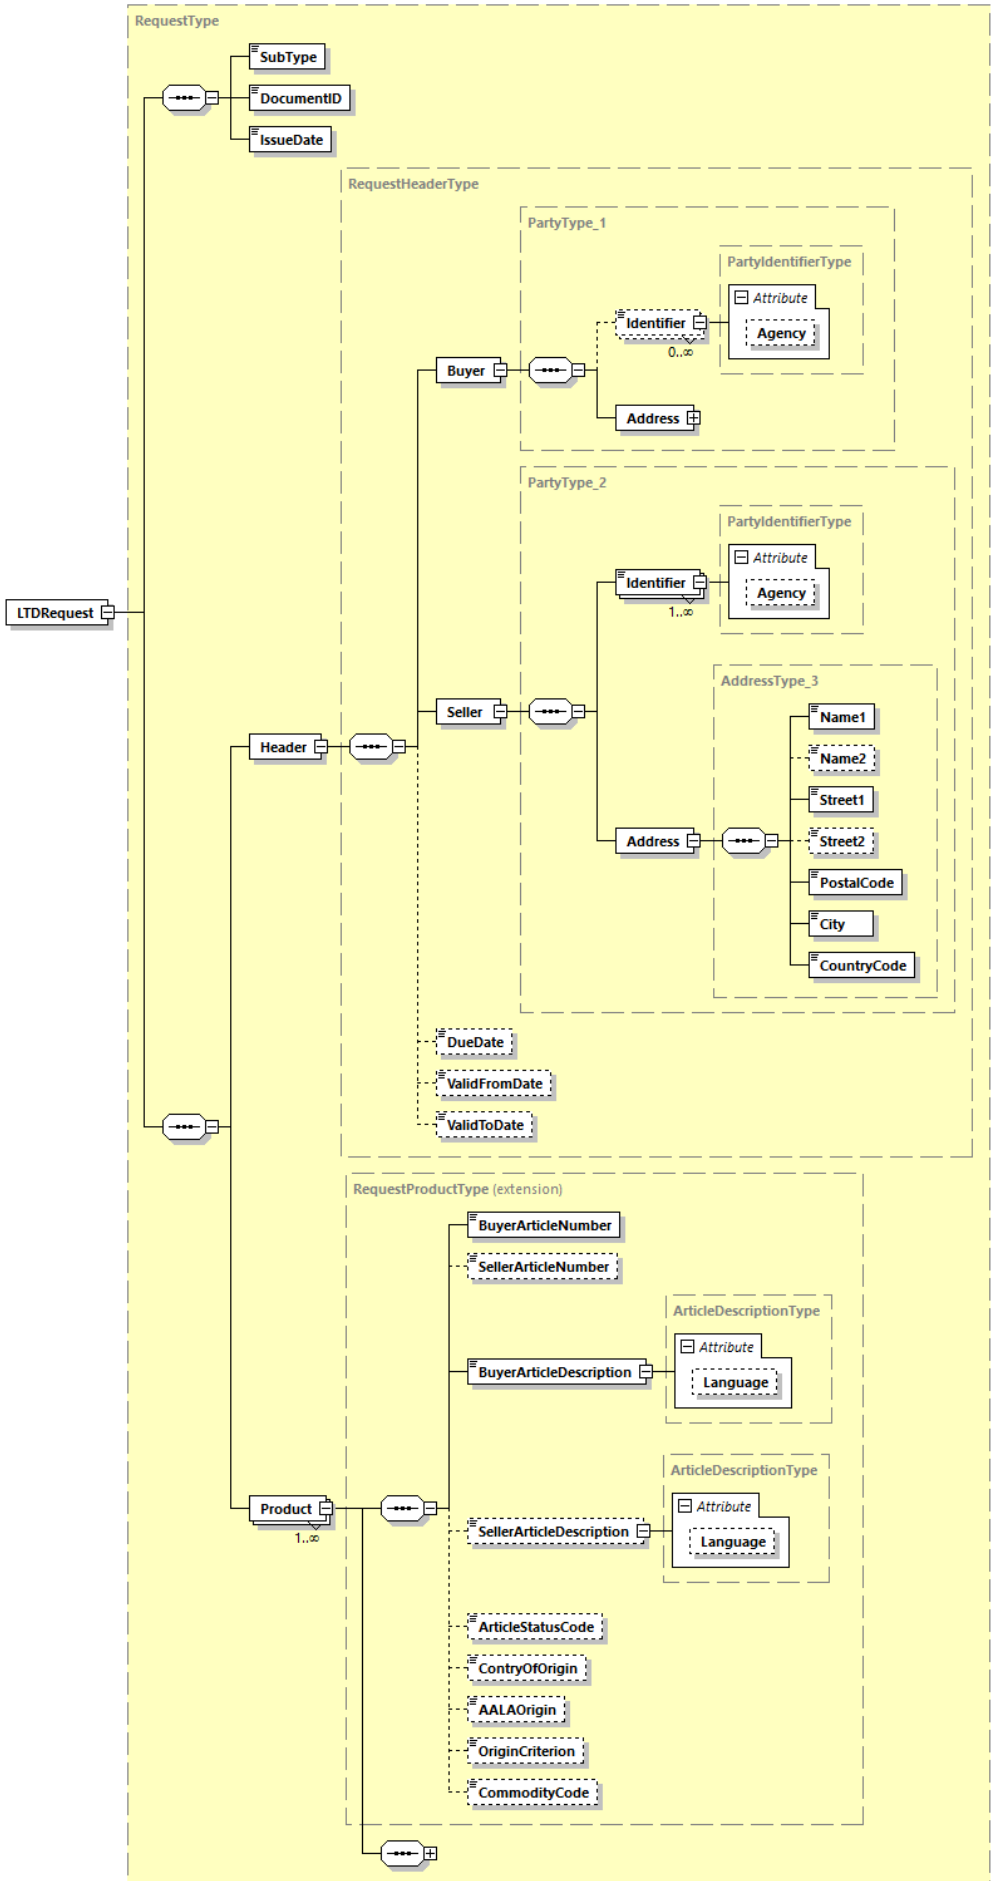 RequestType
SubType
DocumentID
IssueDate
RequestHeaderType
PartyType_1
PartyIdentifierType
Attribute
Identifier
Agency
0..∞
Buyer
Address
PartyType_2
PartyIdentifierType
Attribute
Identifier
Agency
1..∞
LTDRequest
AddressType_3
Seller
Name1
Header
Name2
Street1
Address
Street2
PostalCode
City
CountryCode
DueDate
ValidFromDate
ValidToDate
RequestProductType (extension)
BuyerArticleNumber
SellerArticleNumber
ArticleDescriptionType
Attribute
BuyerArticleDescription
Language
ArticleDescriptionType
Attribute
Product
1..∞
SellerArticleDescription
Language
ArticleStatusCode
ContryOfOrigin
AALAOrigin
OriginCriterion
CommodityCode